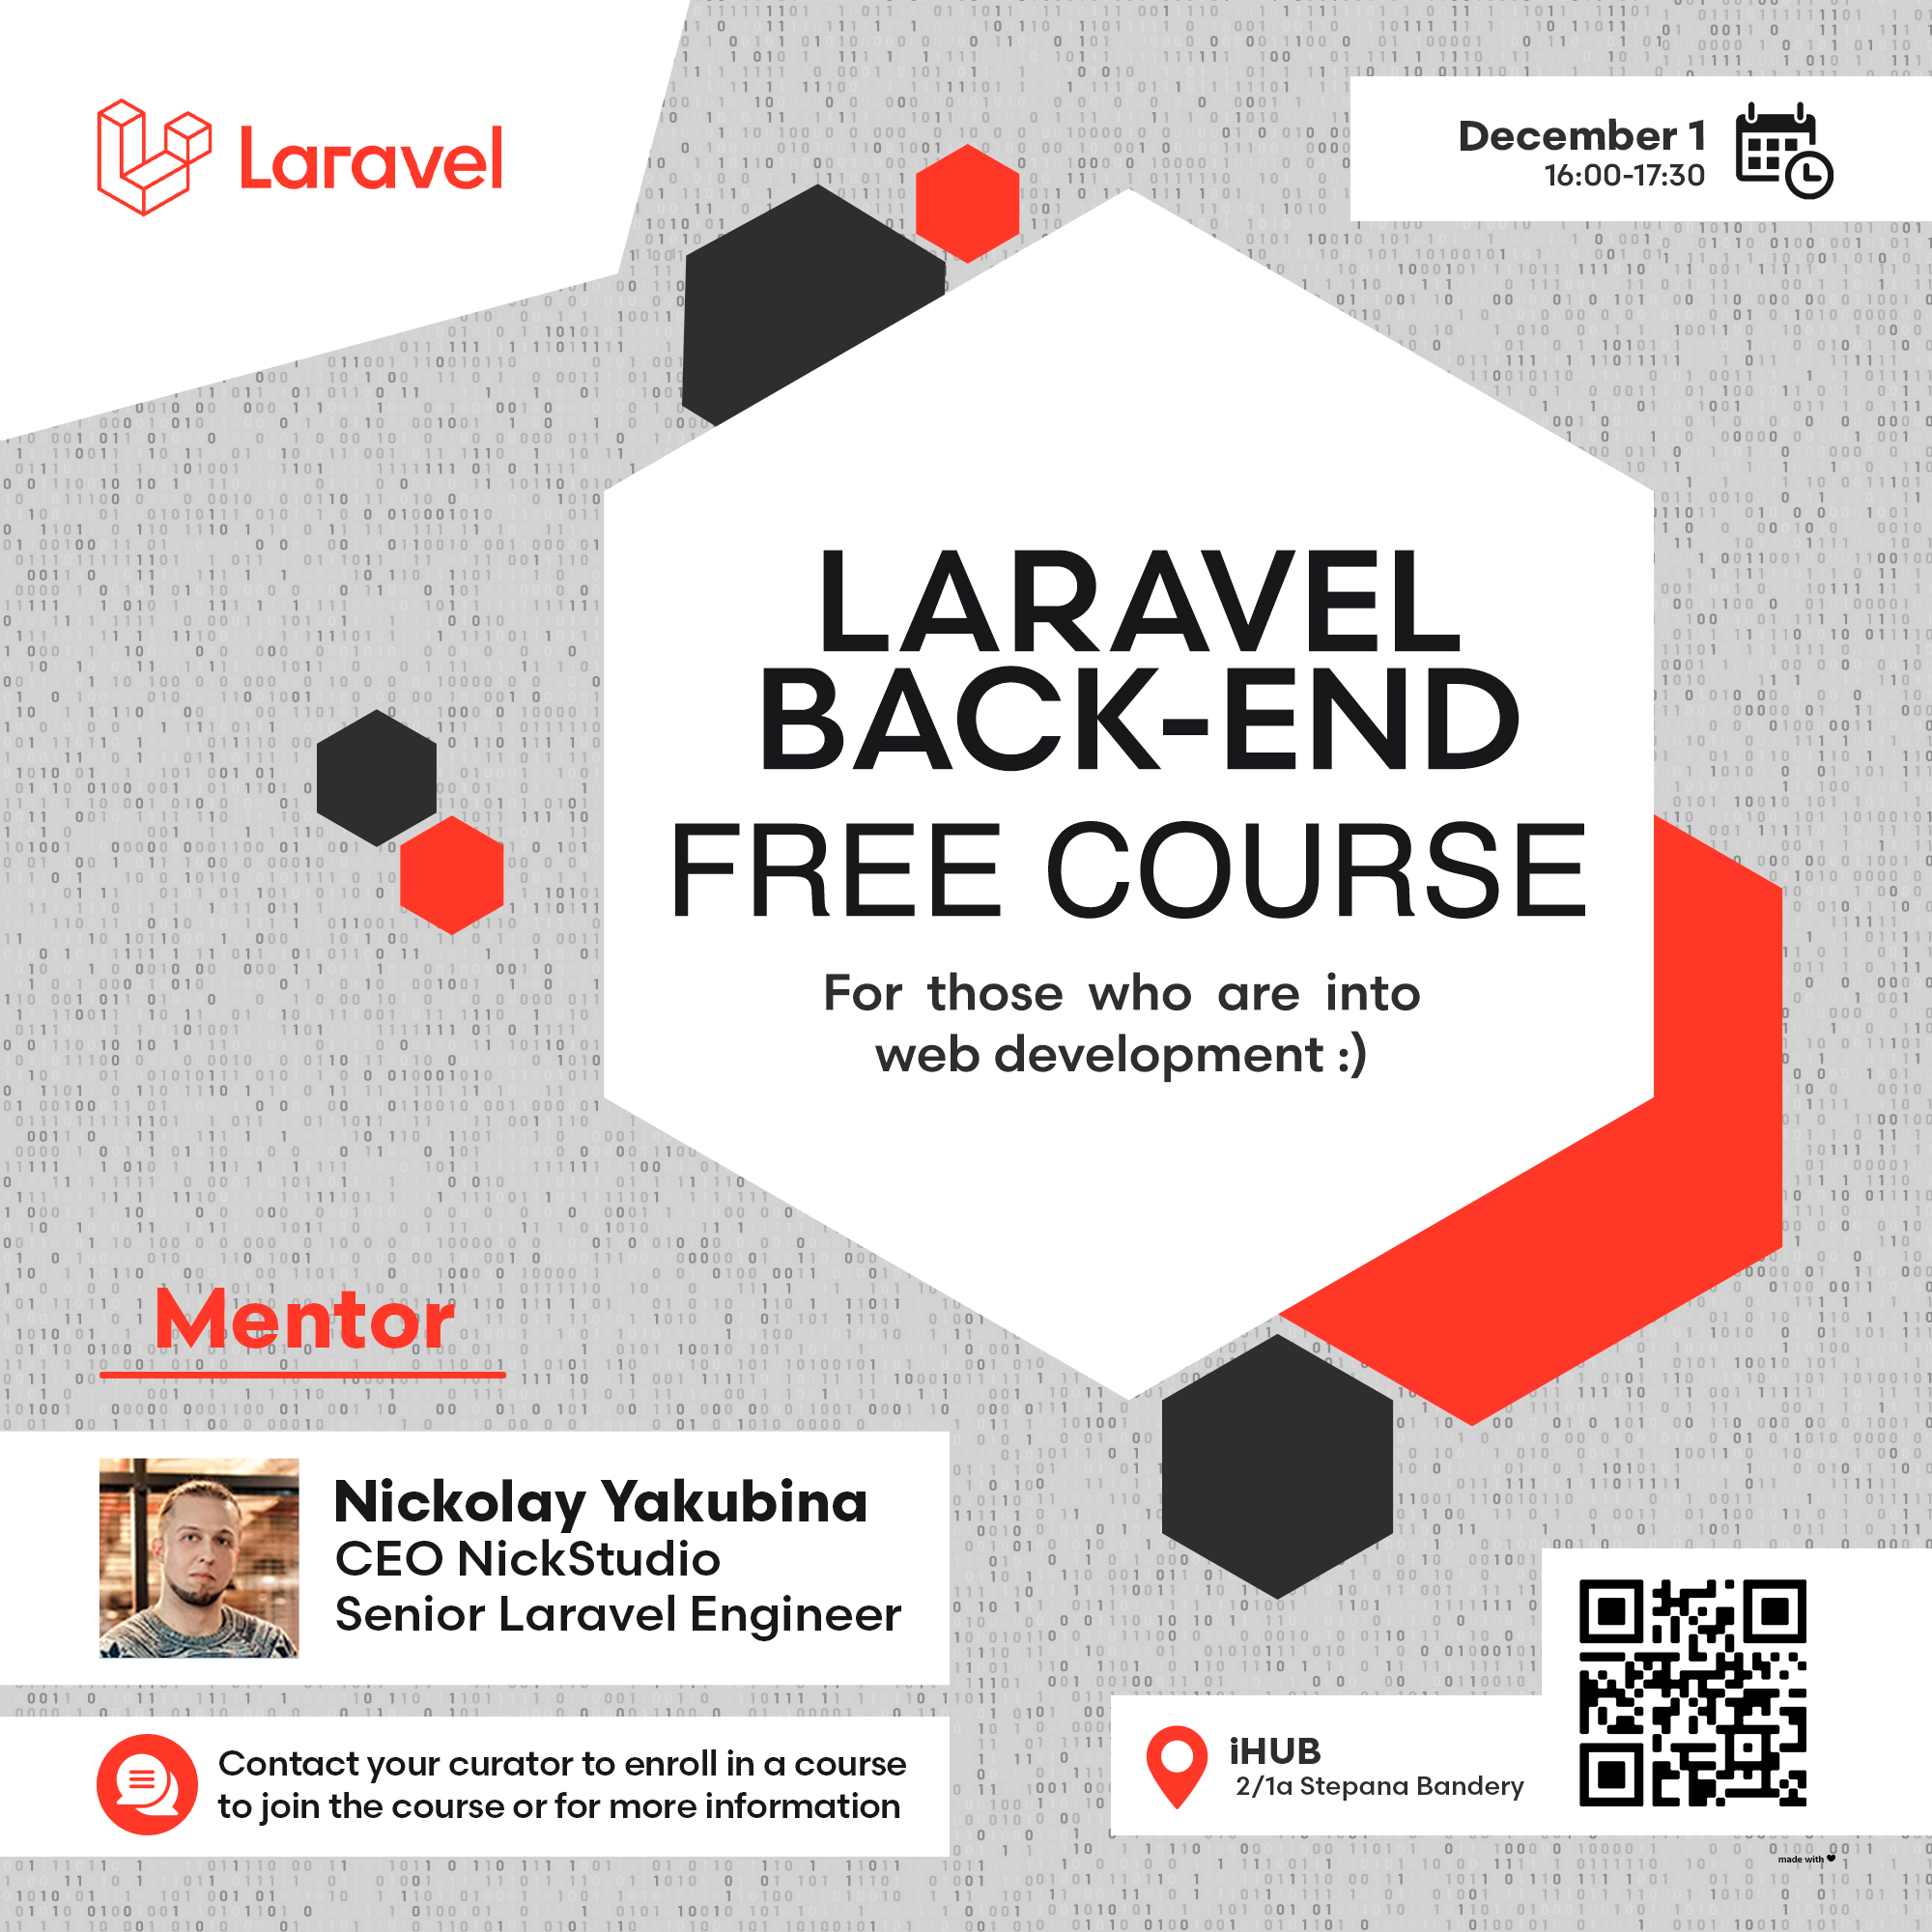 Laravel
December 1
16:00-17:30
LARAVEL
BACK-END
FREE COURSE
For those who are into
web development :)
Mentor
Nickolay Yakubina
CEO NickStudio
Senior Laravel Engineer
Contact your curator to enroll in a course
to join the course or for more information
iHUB
2/1a Stepana Bandery
made with